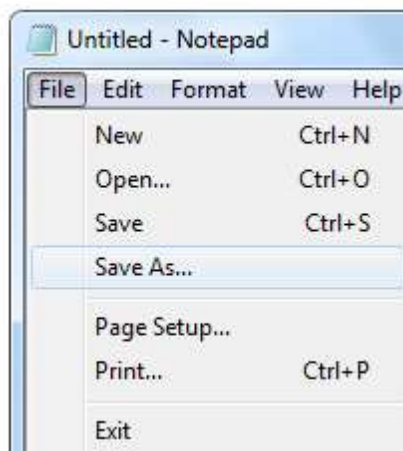 Untitled - Notepad
File Edit Format View Help
New Ctrl+N
Open... Ctrl+O
Save Ctrl+S
Save As...
Page Setup...
Print... Ctrl+P
Exit